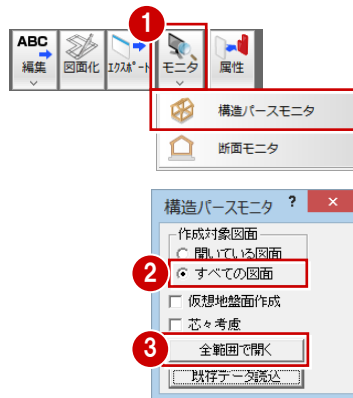 1
ABC
編集 図面化 ｴｸｽﾎﾟｰﾄ モニタ 属性
構造パースモニタ
断面モニタ
構造パースモニタ ? ×
作成対象図面
開いている図面
2 すべての図面
仮想地盤面作成
芯々考慮
3 全範囲で開く
既存データ読込